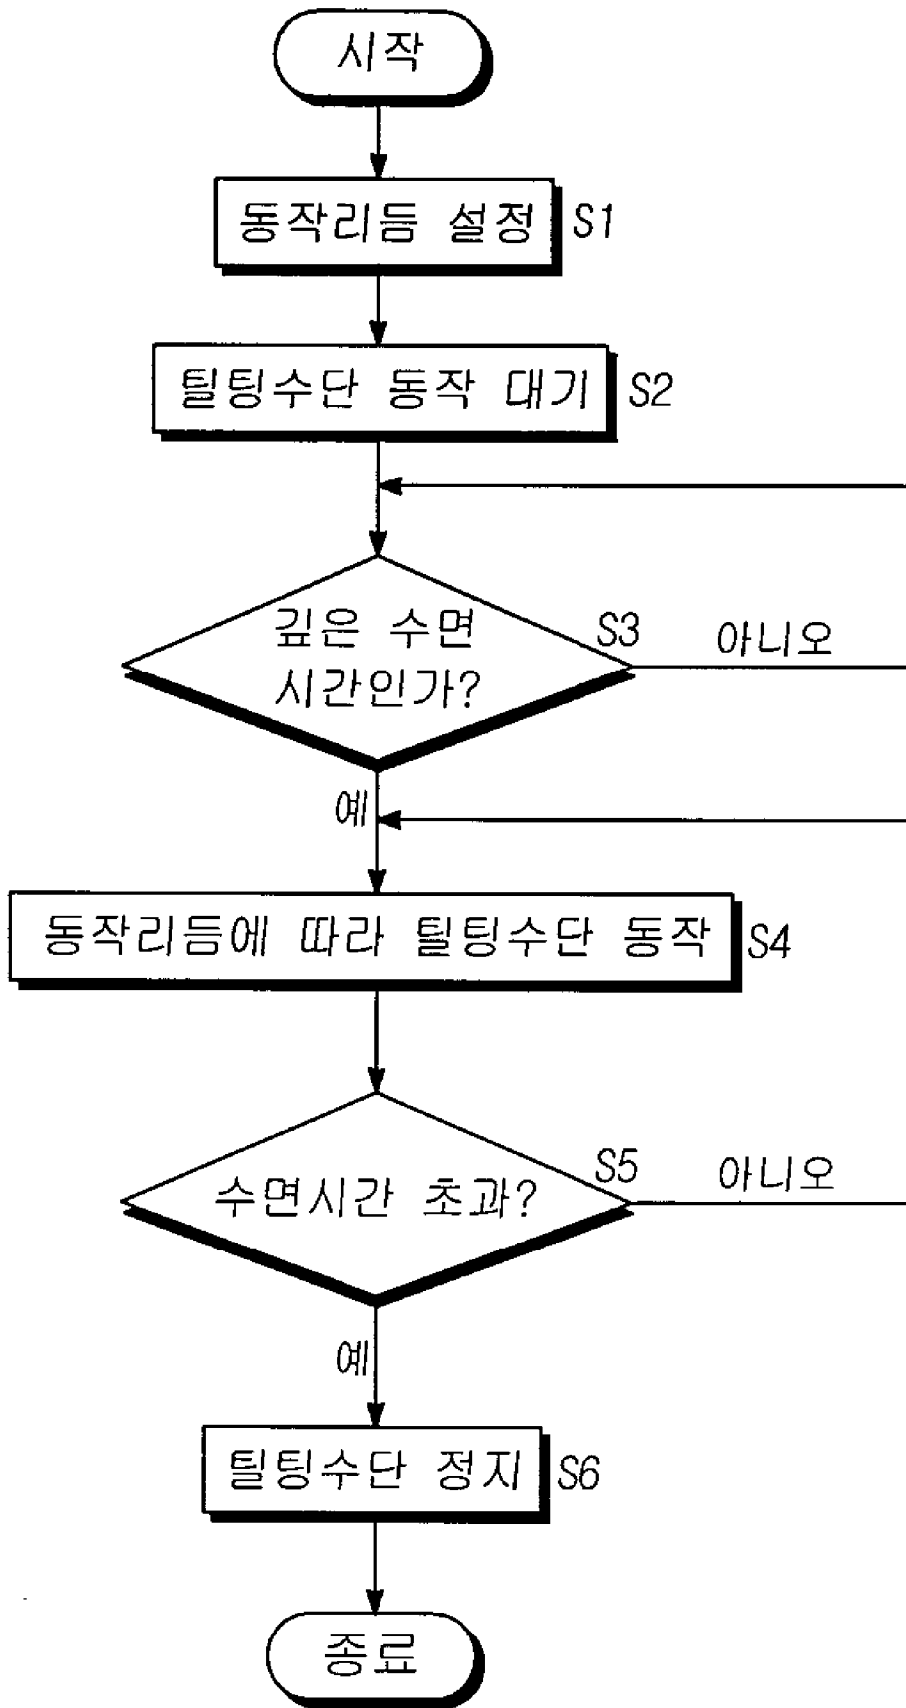 시작
동작리듬 설정 S1
틸팅수단 동작 대기 S2
깊은 수면 S3 아니오
시간인가?
예
동작리듬에 따라 틸팅수단 동작 S4
수면시간 초과? S5 아니오
예
틸팅수단 정지 S6
종료